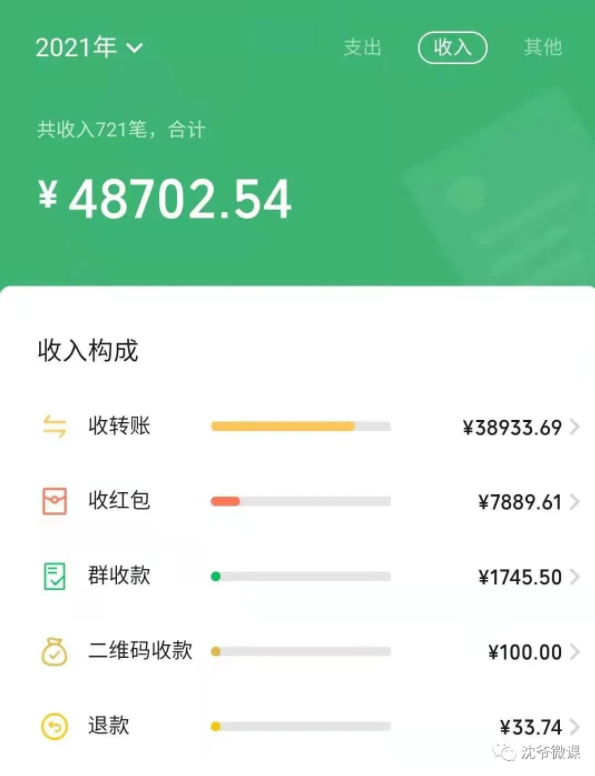 2021年 支出 收入 其他
共收入721笔，合计
¥48702.54
收入构成
收转账 ¥38933.69
收红包 ¥7889.61
群收款 ¥1745.50
二维码收款 ¥100.00
退款 ¥33.74
沈爷微课